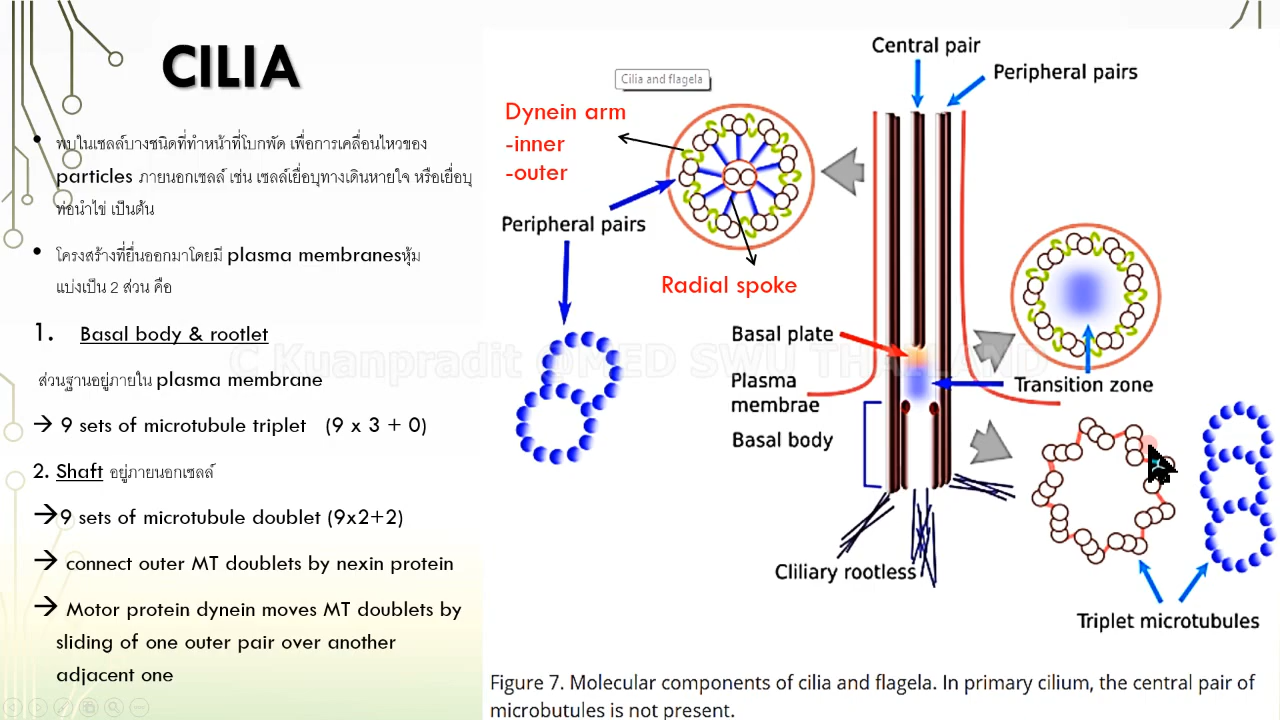 CILIA
• พบในเซลล์บางชนิดที่ทำหน้าที่โบกพัด เพื่อการเคลื่อนไหวของ
particles ภายนอกเซลล์ เช่น เซลล์เยื่อบุทางเดินหายใจ หรือเยื่อบุ
ท่อนำไข่ เป็นต้น
• โครงสร้างที่ยื่นออกมาโดยมี plasma membranesหุ้ม
แบ่งเป็น 2 ส่วน คือ
1. Basal body & rootlet
ส่วนฐานอยู่ภายใน plasma membrane
→ 9 sets of microtubule triplet (9 x 3 + 0)
2. Shaft อยู่ภายนอกเซลล์
→9 sets of microtubule doublet (9x2+2)
→ connect outer MT doublets by nexin protein
→ Motor protein dynein moves MT doublets by
sliding of one outer pair over another
adjacent one
Cilia and flagela
Central pair
Peripheral pairs
Dynein arm
-inner
-outer
Peripheral pairs
Radial spoke
Basal plate
C Kuanpradit @MED SWU THAILAND
Plasma
membrae
Transition zone
Basal body
Cliliary rootless
Triplet microtubules
Figure 7. Molecular components of cilia and flagela. In primary cilium, the central pair of
microbutules is not present.